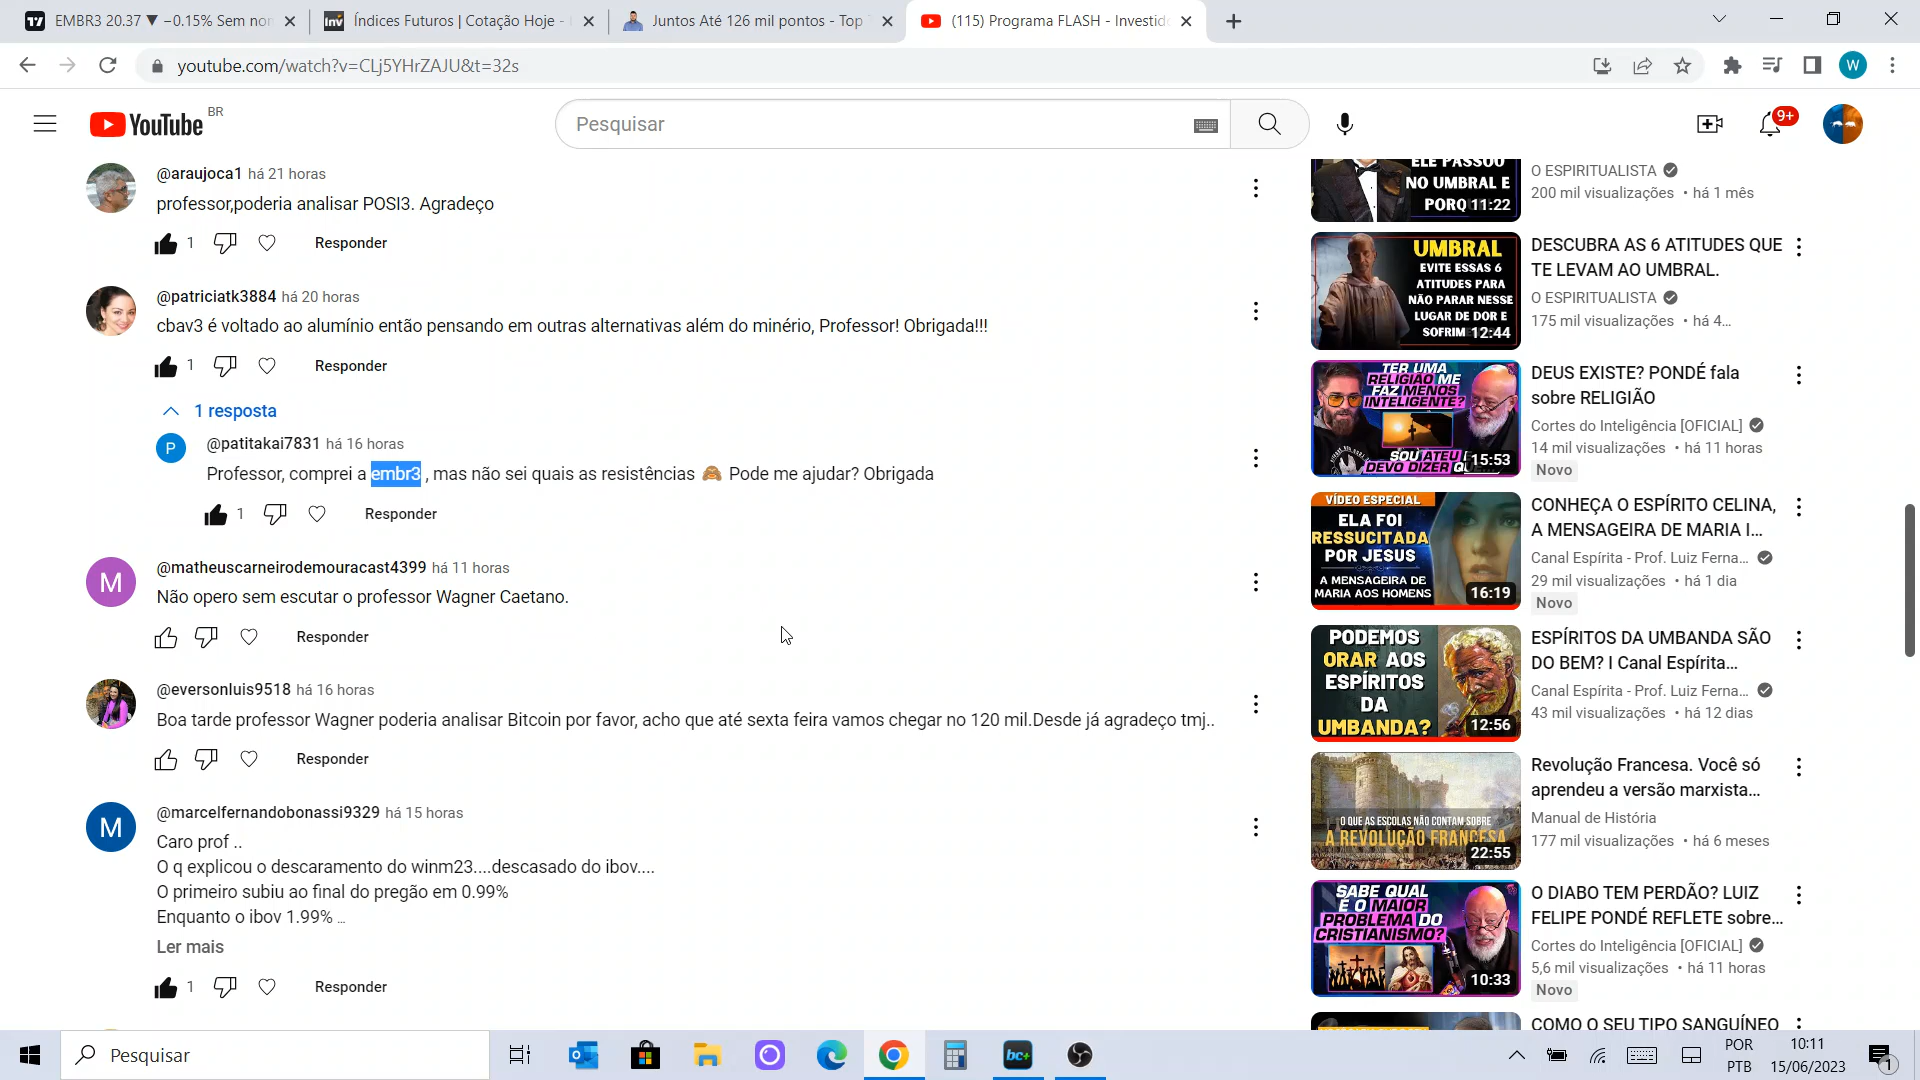 EMBR3 20.37 ▼ −0.15% Sem nom
Índices Futuros | Cotação Hoje -
Juntos Até 126 mil pontos - Top
(115) Programa FLASH - Investido
youtube.com/watch?v=CLj5YHrZAJU&t=32s
W
YouTube BR
Pesquisar
9+
@araujoca1 há 21 horas
professor,poderia analisar POSI3. Agradeço
1 Responder
@patriciatk3884 há 20 horas
cbav3 é voltado ao alumínio então pensando em outras alternativas além do minério, Professor! Obrigada!!!
1 Responder
1 resposta
P
@patitakai7831 há 16 horas
Professor, comprei a embr3 , mas não sei quais as resistências 🙈 Pode me ajudar? Obrigada
1 Responder
M
@matheuscarneirodemouracast4399 há 11 horas
Não opero sem escutar o professor Wagner Caetano.
Responder
@eversonluis9518 há 16 horas
Boa tarde professor Wagner poderia analisar Bitcoin por favor, acho que até sexta feira vamos chegar no 120 mil.Desde já agradeço tmj..
Responder
M
@marcelfernandobonassi9329 há 15 horas
Caro prof ..
O q explicou o descaramento do winm23....descasado do ibov....
O primeiro subiu ao final do pregão em 0.99%
Enquanto o ibov 1.99% ...
Ler mais
1 Responder
ELE PASSOU
NO UMBRAL E
PORQ 11:22
O ESPIRITUALISTA
200 mil visualizações • há 1 mês
UMBRAL
EVITE ESSAS 6
ATITUDES PARA
NÃO PARAR NESSE
LUGAR DE DOR E
SOFRIM 12:44
DESCUBRA AS 6 ATITUDES QUE
TE LEVAM AO UMBRAL.
O ESPIRITUALISTA
175 mil visualizações • há 4...
TER UMA
RELIGIÃO ME
FAZ MENOS
INTELIGENTE?
SOU ATEU E
DEVO DIZER QUE...
15:53
DEUS EXISTE? PONDÉ fala
sobre RELIGIÃO
Cortes do Inteligência [OFICIAL]
14 mil visualizações • há 11 horas
Novo
VÍDEO ESPECIAL
ELA FOI
RESSUCITADA
POR JESUS
A MENSAGEIRA DE
MARIA AOS HOMENS
16:19
CONHEÇA O ESPÍRITO CELINA,
A MENSAGEIRA DE MARIA I...
Canal Espírita - Prof. Luiz Ferna...
29 mil visualizações • há 1 dia
Novo
PODEMOS
ORAR AOS
ESPÍRITOS
DA
UMBANDA?
12:56
ESPÍRITOS DA UMBANDA SÃO
DO BEM? I Canal Espírita...
Canal Espírita - Prof. Luiz Ferna...
43 mil visualizações • há 12 dias
O QUE AS ESCOLAS NÃO CONTAM SOBRE
A REVOLUÇÃO FRANCESA
22:55
Revolução Francesa. Você só
aprendeu a versão marxista...
Manual de História
177 mil visualizações • há 6 meses
SABE QUAL
É O MAIOR
PROBLEMA DO
CRISTIANISMO?
10:33
O DIABO TEM PERDÃO? LUIZ
FELIPE PONDÉ REFLETE sobre...
Cortes do Inteligência [OFICIAL]
5,6 mil visualizações • há 11 horas
Novo
COMO O SEU TIPO SANGUÍNEO
Pesquisar
bc+
POR
PTB
10:11
15/06/2023
1